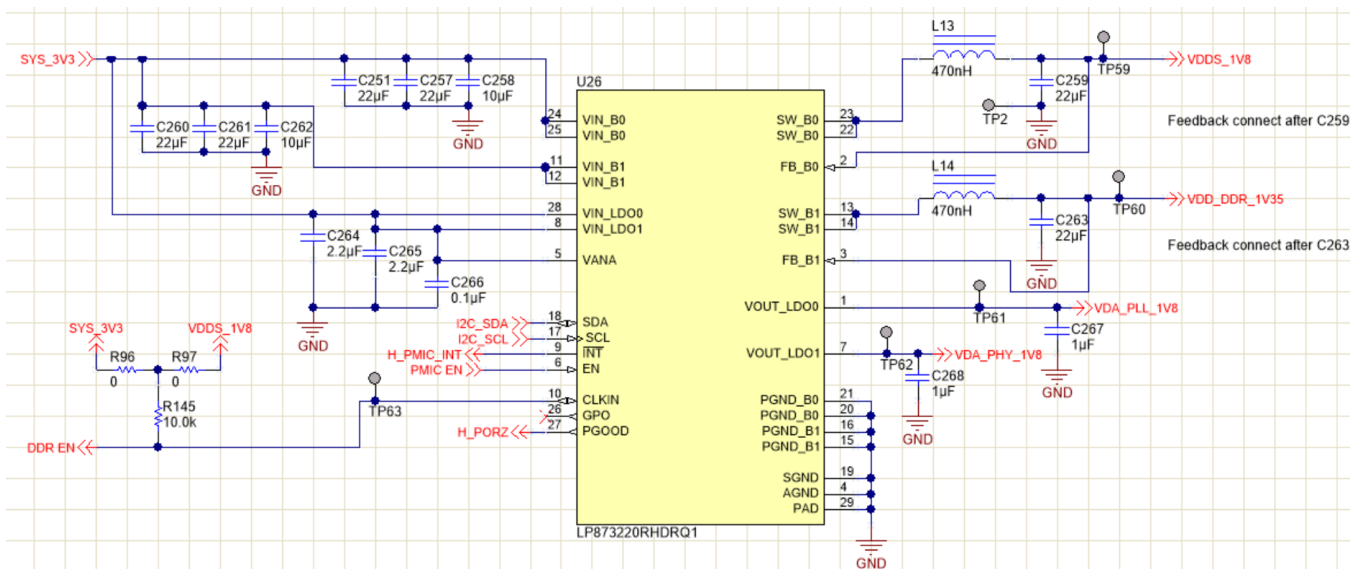 SYS_3V3
C251
22µF
C257
22µF
C258
10µF
GND
C260
22µF
C261
22µF
C262
10µF
GND
C264
2.2µF
C265
2.2µF
C266
0.1µF
GND
SYS_3V3
VDDS_1V8
R96
0
R97
0
R145
10.0k
DDR EN
TP63
I2C_SDA
I2C_SCL
H_PMIC_INT
PMIC EN
H_PORZ
U26
24 VIN_B0
25 VIN_B0
11 VIN_B1
12 VIN_B1
28 VIN_LDO0
8 VIN_LDO1
5 VANA
18 SDA
17 SCL
9 INT
6 EN
10 CLKIN
26 GPO
27 PGOOD
SW_B0 23
SW_B0 22
FB_B0 2
SW_B1 13
SW_B1 14
FB_B1 3
VOUT_LDO0 1
VOUT_LDO1 7
PGND_B0 21
PGND_B0 20
PGND_B1 16
PGND_B1 15
SGND 19
AGND 4
PAD 29
LP873220RHDRQ1
GND
L13
470nH
C259
22µF
TP2
GND
TP59
VDDS_1V8
Feedback connect after C259
L14
470nH
C263
22µF
GND
TP60
VDD_DDR_1V35
Feedback connect after C263
TP61
VDA_PLL_1V8
C267
1µF
GND
TP62
VDA_PHY_1V8
C268
1µF
GND